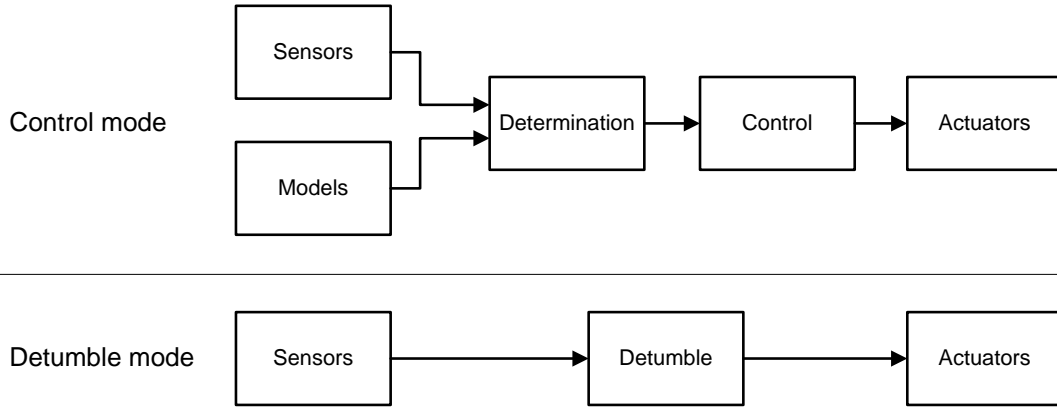 Control mode
Sensors
Models
Determination
Control
Actuators
Detumble mode
Sensors
Detumble
Actuators